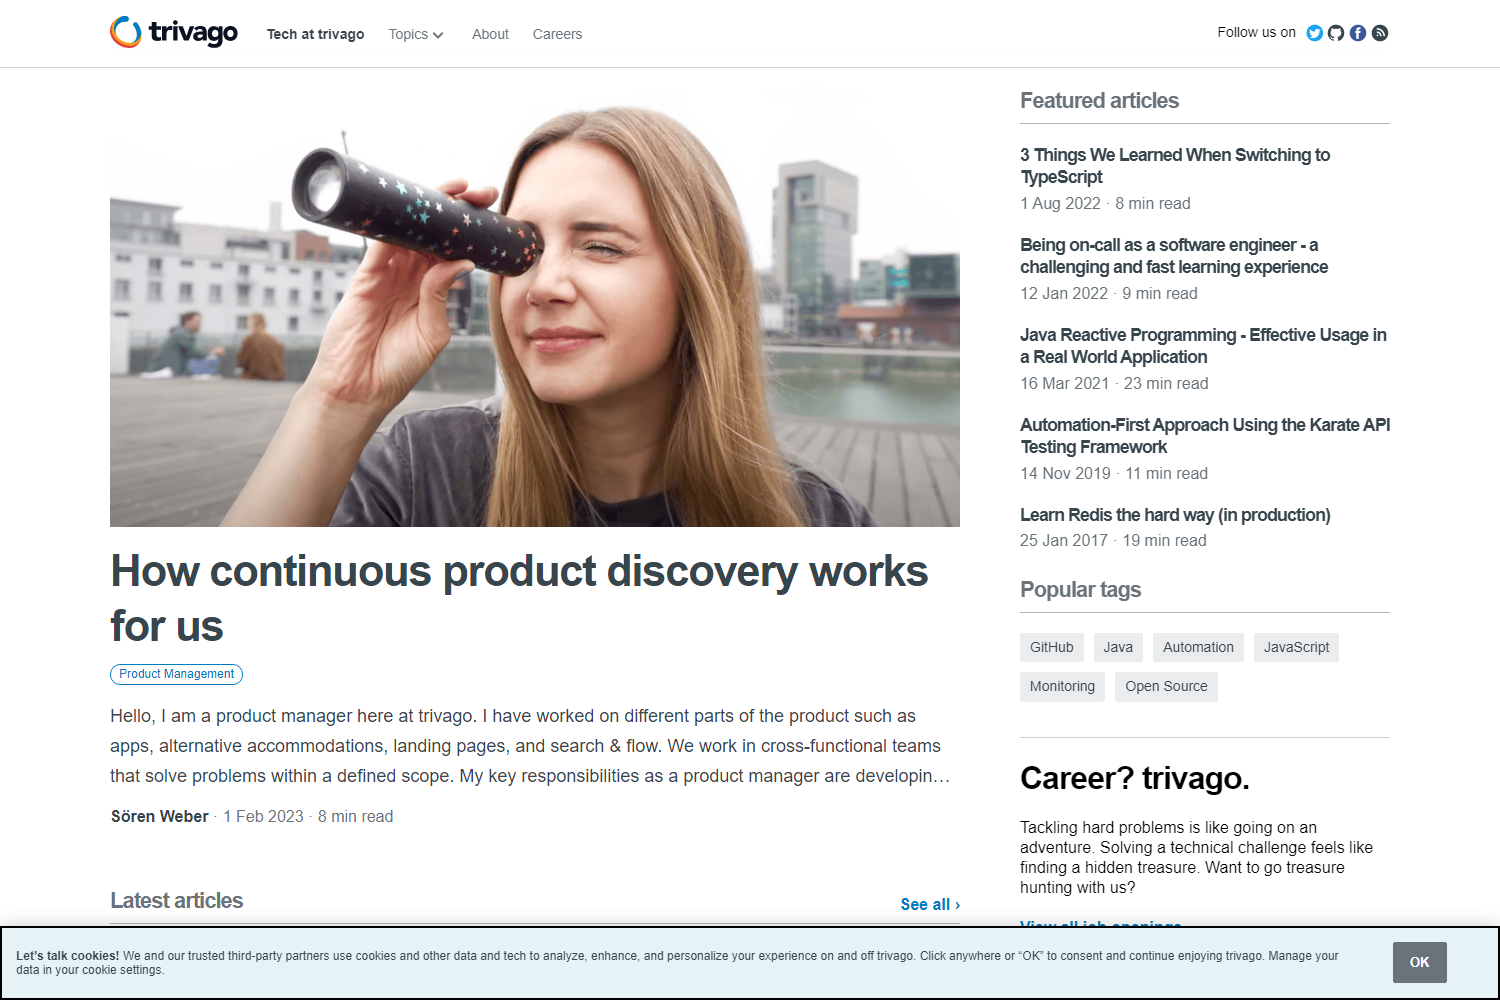 trivago
Tech at trivago
Topics
About
Careers
Follow us on
How continuous product discovery works
for us
Product Management
Hello, I am a product manager here at trivago. I have worked on different parts of the product such as
apps, alternative accommodations, landing pages, and search & flow. We work in cross-functional teams
that solve problems within a defined scope. My key responsibilities as a product manager are developin…
Sören Weber · 1 Feb 2023 · 8 min read
Latest articles
See all ›
Featured articles
3 Things We Learned When Switching to
TypeScript
1 Aug 2022 · 8 min read
Being on-call as a software engineer - a
challenging and fast learning experience
12 Jan 2022 · 9 min read
Java Reactive Programming - Effective Usage in
a Real World Application
16 Mar 2021 · 23 min read
Automation-First Approach Using the Karate API
Testing Framework
14 Nov 2019 · 11 min read
Learn Redis the hard way (in production)
25 Jan 2017 · 19 min read
Popular tags
GitHub
Java
Automation
JavaScript
Monitoring
Open Source
Career? trivago.
Tackling hard problems is like going on an
adventure. Solving a technical challenge feels like
finding a hidden treasure. Want to go treasure
hunting with us?
View all job openings
Let's talk cookies! We and our trusted third-party partners use cookies and other data and tech to analyze, enhance, and personalize your experience on and off trivago. Click anywhere or “OK” to consent and continue enjoying trivago. Manage your
data in your cookie settings.
OK